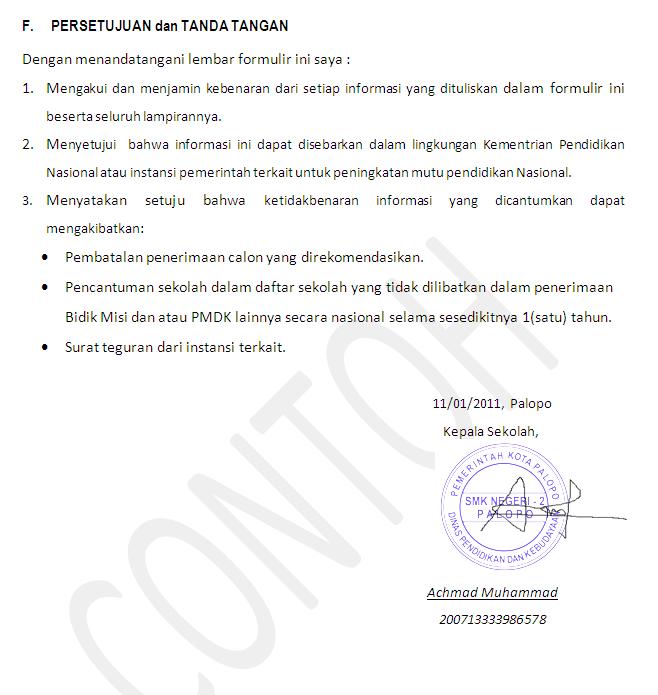 F. PERSETUJUAN dan TANDA TANGAN
Dengan menandatangani lembar formulir ini saya :
1. Mengakui dan menjamin kebenaran dari setiap informasi yang dituliskan dalam formulir ini
beserta seluruh lampirannya.
2. Menyetujui bahwa informasi ini dapat disebarkan dalam lingkungan Kementrian Pendidikan
Nasional atau instansi pemerintah terkait untuk peningkatan mutu pendidikan Nasional.
3. Menyatakan setuju bahwa ketidakbenaran informasi yang dicantumkan dapat
mengakibatkan:
• Pembatalan penerimaan calon yang direkomendasikan.
• Pencantuman sekolah dalam daftar sekolah yang tidak dilibatkan dalam penerimaan
Bidik Misi dan atau PMDK lainnya secara nasional selama sesedikitnya 1(satu) tahun.
• Surat teguran dari instansi terkait.
CONTOH
11/01/2011, Palopo
Kepala Sekolah,
PEMERINTAH KOTA PALOPO
SMK NEGERI - 2
PALOPO
DINAS PENDIDIKAN DAN KEBUDAYAAN
Achmad Muhammad
200713333986578